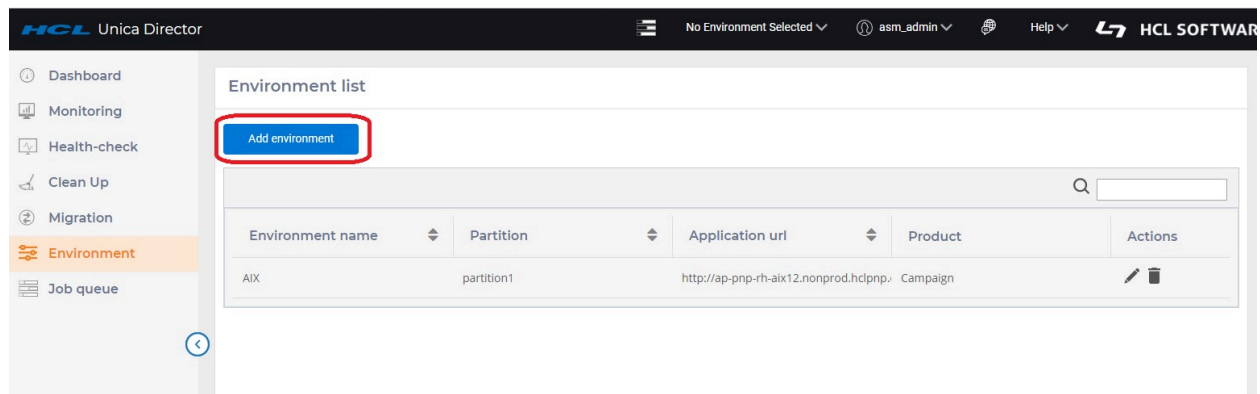 HCL Unica Director No Environment Selected asm_admin Help HCL SOFTWAR
Dashboard
Monitoring
Health-check
Clean Up
Migration
Environment
Job queue
Environment list
Add environment
Environment name Partition Application url Product Actions
AIX partition1 http://ap-pnp-rh-aix12.nonprod.hclpnp. Campaign